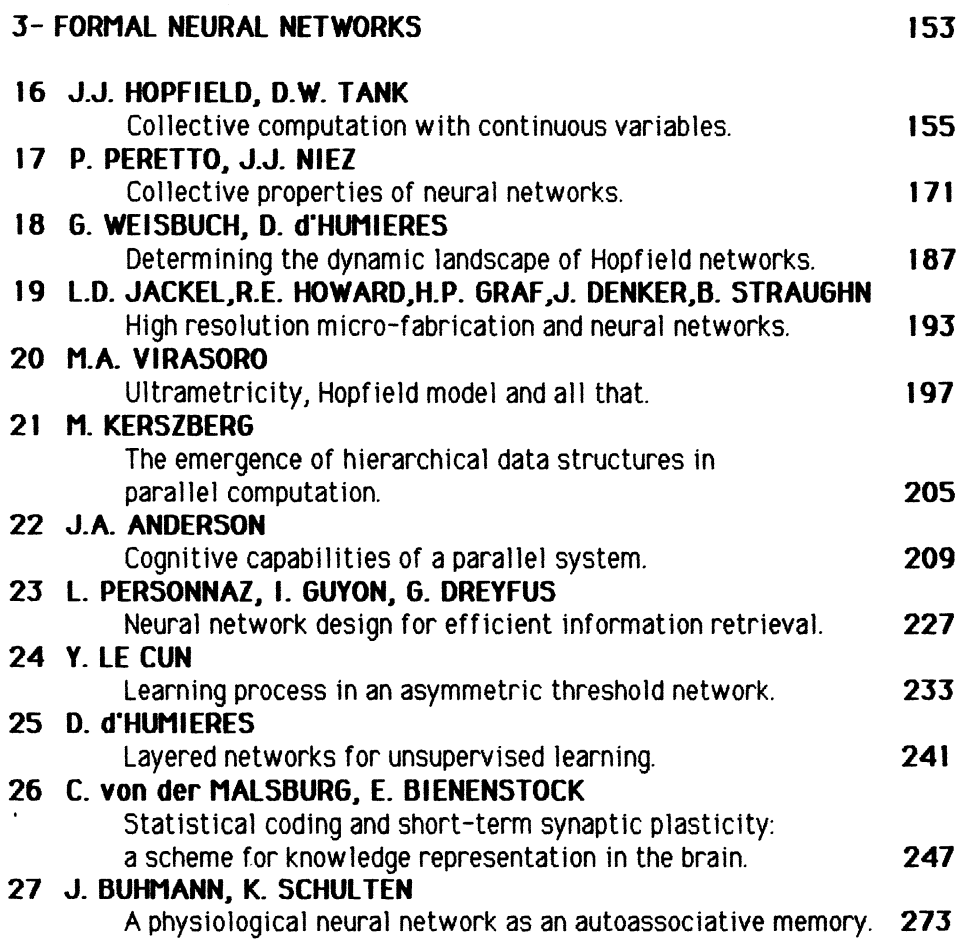 3- FORMAL NEURAL NETWORKS 153
16 J.J. HOPFIELD, D.W. TANK
Collective computation with continuous variables. 155
17 P. PERETTO, J.J. NIEZ
Collective properties of neural networks. 171
18 G. WEISBUCH, D. d'HUMIERES
Determining the dynamic landscape of Hopfield networks. 187
19 L.D. JACKEL,R.E. HOWARD,H.P. GRAF,J. DENKER,B. STRAUGHN
High resolution micro-fabrication and neural networks. 193
20 M.A. VIRASORO
Ultrametricity, Hopfield model and all that. 197
21 M. KERSZBERG
The emergence of hierarchical data structures in
parallel computation. 205
22 J.A. ANDERSON
Cognitive capabilities of a parallel system. 209
23 L. PERSONNAZ, I. GUYON, G. DREYFUS
Neural network design for efficient information retrieval. 227
24 Y. LE CUN
Learning process in an asymmetric threshold network. 233
25 D. d'HUMIERES
Layered networks for unsupervised learning. 241
26 C. von der MALSBURG, E. BIENENSTOCK
Statistical coding and short-term synaptic plasticity:
a scheme for knowledge representation in the brain. 247
27 J. BUHMANN, K. SCHULTEN
A physiological neural network as an autoassociative memory. 273